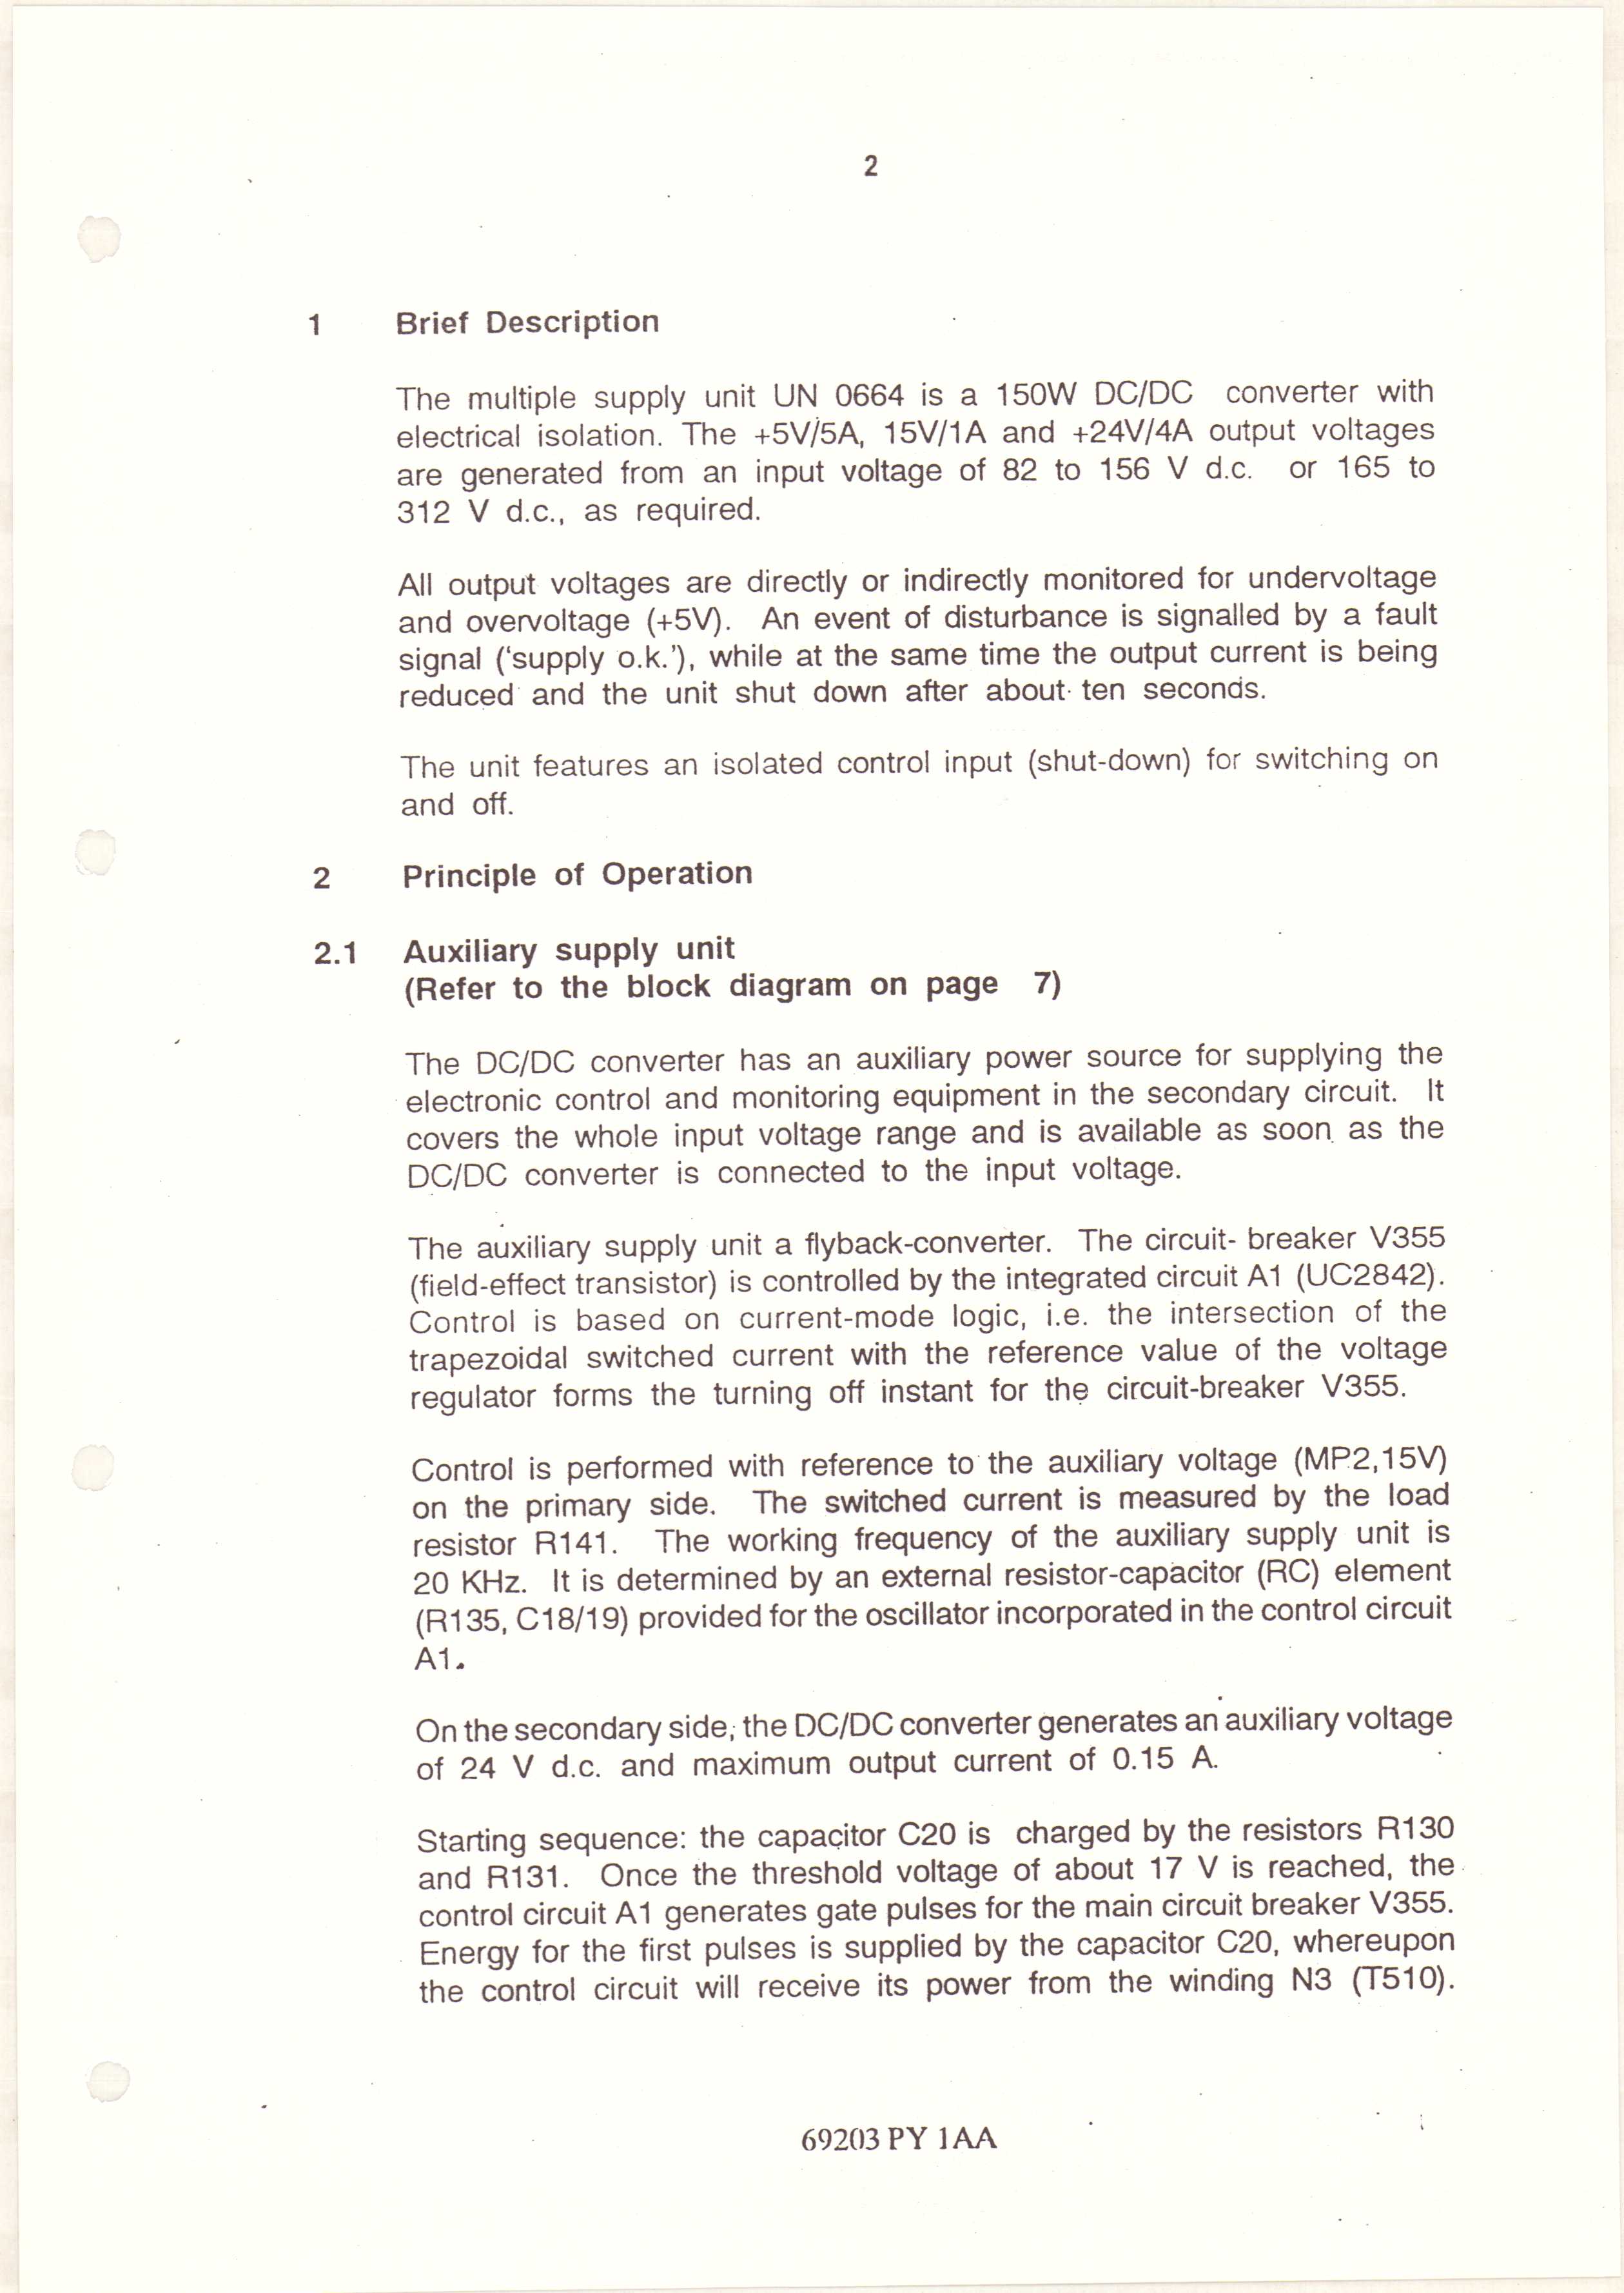 2
1 Brief Description
The multiple supply unit UN 0664 is a 150W DC/DC converter with
electrical isolation. The +5V/5A, 15V/1A and +24V/4A output voltages
are generated from an input voltage of 82 to 156 V d.c. or 165 to
312 V d.c., as required.
All output voltages are directly or indirectly monitored for undervoltage
and overvoltage (+5V). An event of disturbance is signalled by a fault
signal (‘supply o.k.’), while at the same time the output current is being
reduced and the unit shut down after about ten seconds.
The unit features an isolated control input (shut-down) for switching on
and off.
2 Principle of Operation
2.1 Auxiliary supply unit
(Refer to the block diagram on page 7)
The DC/DC converter has an auxiliary power source for supplying the
electronic control and monitoring equipment in the secondary circuit. It
covers the whole input voltage range and is available as soon as the
DC/DC converter is connected to the input voltage.
The auxiliary supply unit a flyback-converter. The circuit- breaker V355
(field-effect transistor) is controlled by the integrated circuit A1 (UC2842).
Control is based on current-mode logic, i.e. the intersection of the
trapezoidal switched current with the reference value of the voltage
regulator forms the turning off instant for the circuit-breaker V355.
Control is performed with reference to the auxiliary voltage (MP2,15V)
on the primary side. The switched current is measured by the load
resistor R141. The working frequency of the auxiliary supply unit is
20 KHz. It is determined by an external resistor-capacitor (RC) element
(R135, C18/19) provided for the oscillator incorporated in the control circuit
A1.
On the secondary side, the DC/DC converter generates an auxiliary voltage
of 24 V d.c. and maximum output current of 0.15 A.
Starting sequence: the capacitor C20 is charged by the resistors R130
and R131. Once the threshold voltage of about 17 V is reached, the
control circuit A1 generates gate pulses for the main circuit breaker V355.
Energy for the first pulses is supplied by the capacitor C20, whereupon
the control circuit will receive its power from the winding N3 (T510).
69203 PY 1AA